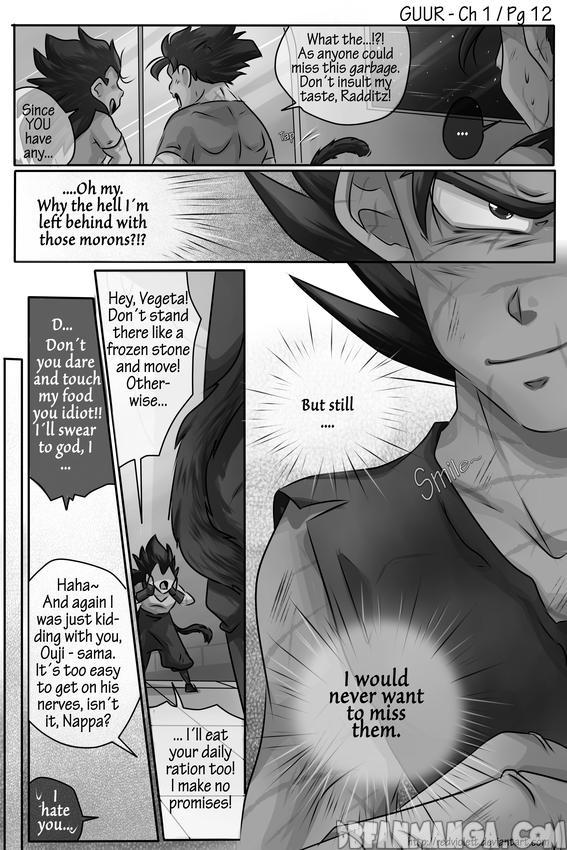 GUUR - Ch 1 / Pg 12
Since
YOU
have
any...
What the...!?!
As anyone could
miss this garbage.
Don´t insult my
taste, Radditz!
Tap
...
....Oh my.
Why the hell I´m
left behind with
those morons?!?
Hey, Vegeta!
Don´t stand
there like a
frozen stone
and move!
Other-
wise...
D...
Don´t
you dare
and touch
my food
you idiot!!
I´ll swear
to god, I
...
But still
....
Smile~
Haha~
And again I
was just kid-
ding with you,
Ouji - sama.
It´s too easy
to get on his
nerves, isn´t
it, Nappa?
... I´ll eat
your daily
ration too!
I make no
promises!
I would
never want
to miss
them.
I
hate
you...
DREAMMANGA.COM
http://redviolett.deviantart.com